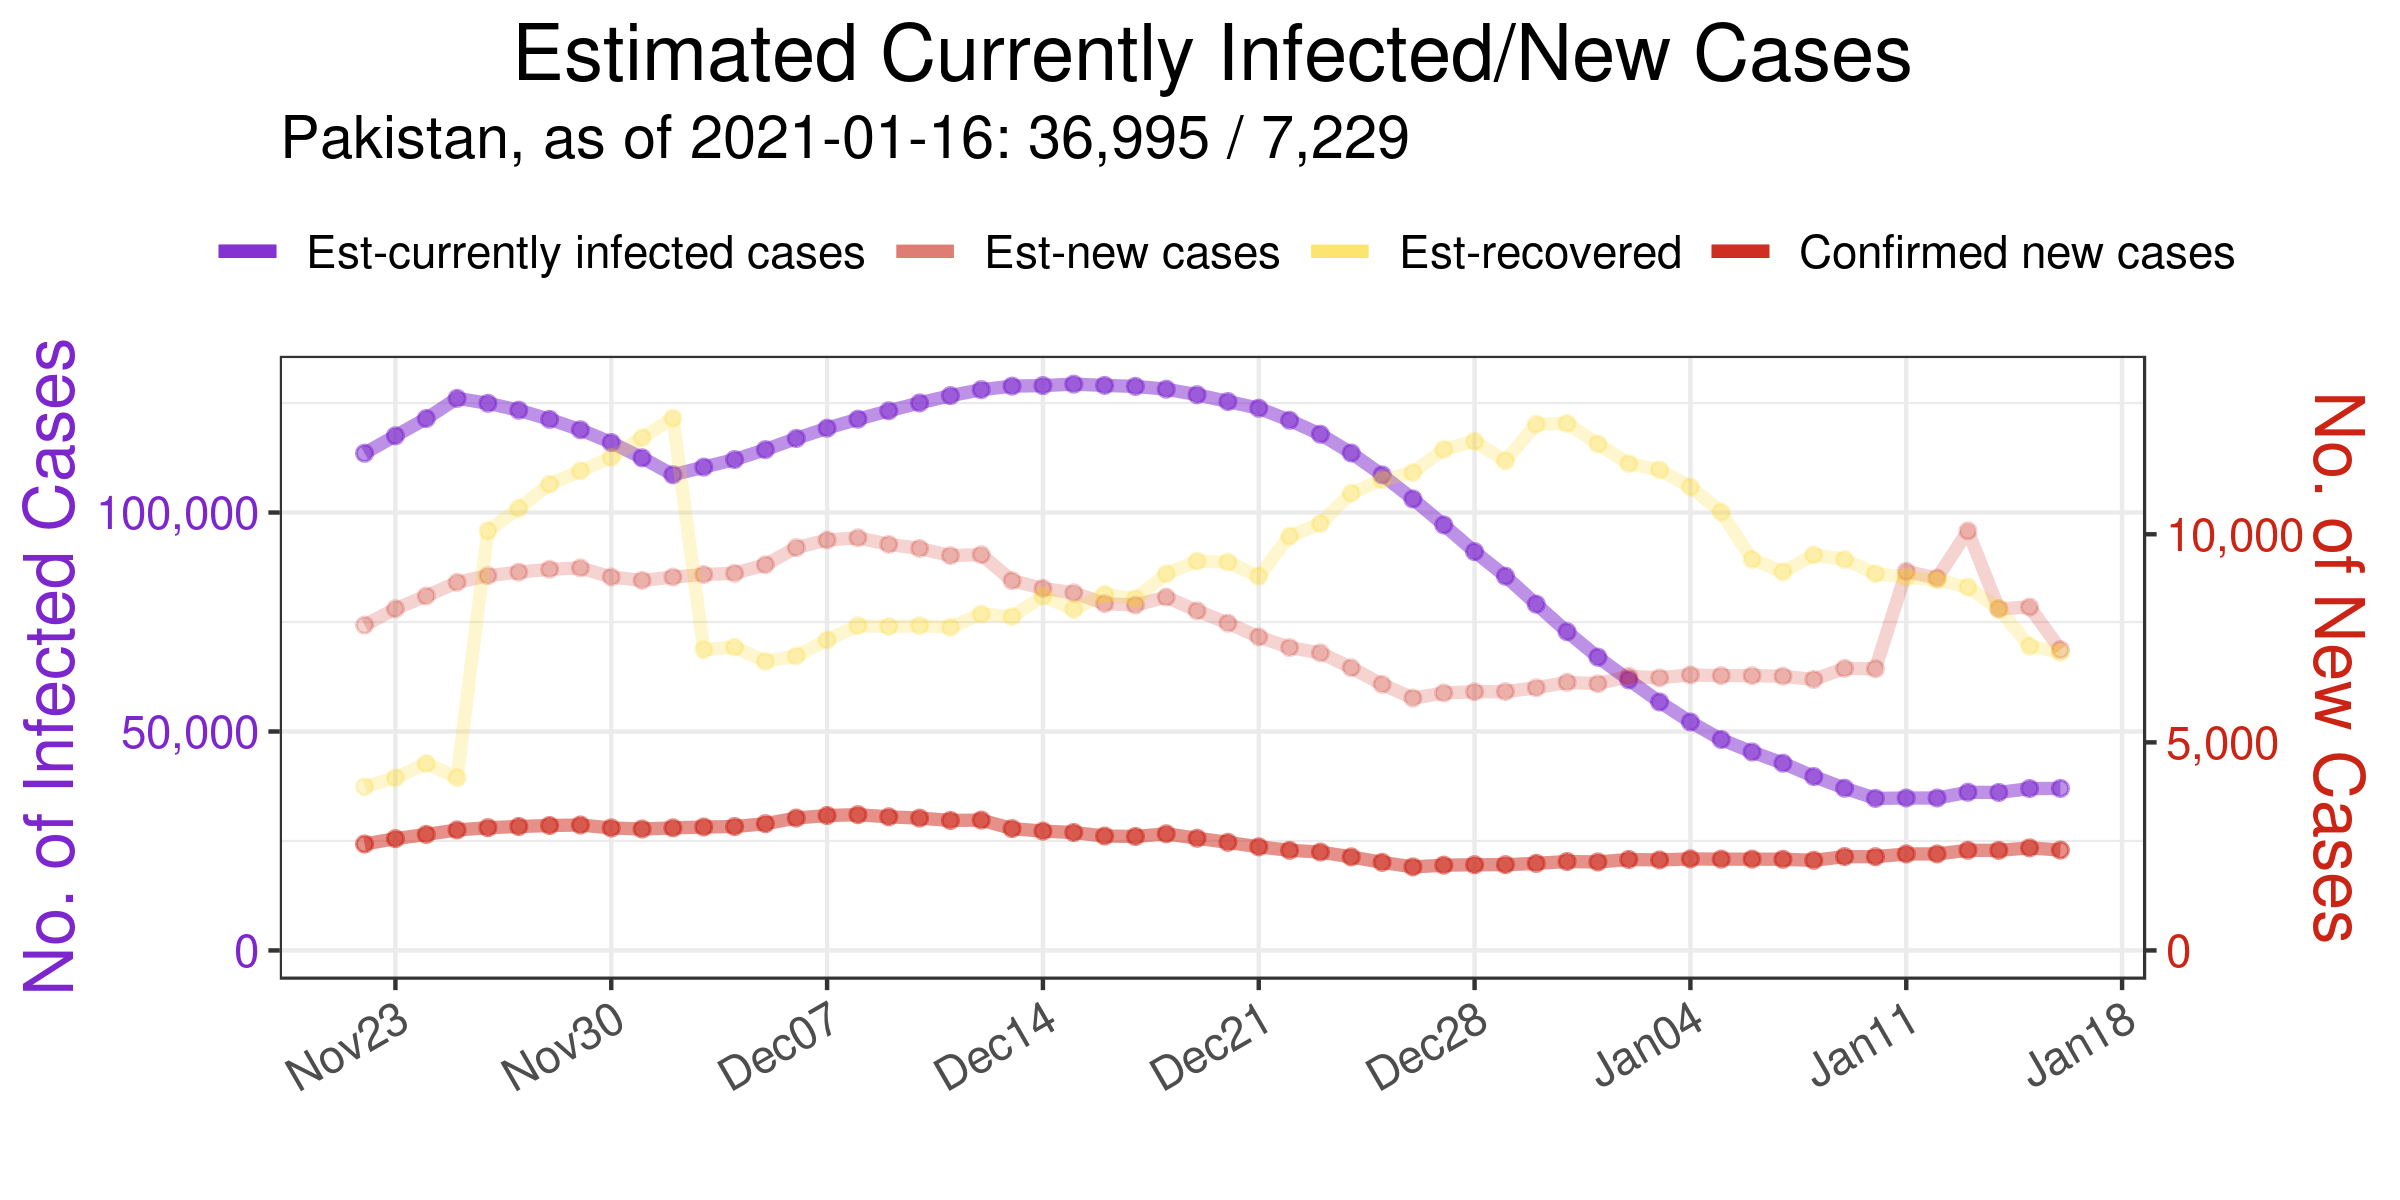 Estimated Currently Infected/New Cases
Pakistan, as of 2021-01-16: 36,995 / 7,229
Est-currently infected cases Est-new cases Est-recovered Confirmed new cases
No. of Infected Cases
100,000
50,000
0
10,000
5,000
0
No. of New Cases
Nov23 Nov30 Dec07 Dec14 Dec21 Dec28 Jan04 Jan11 Jan18